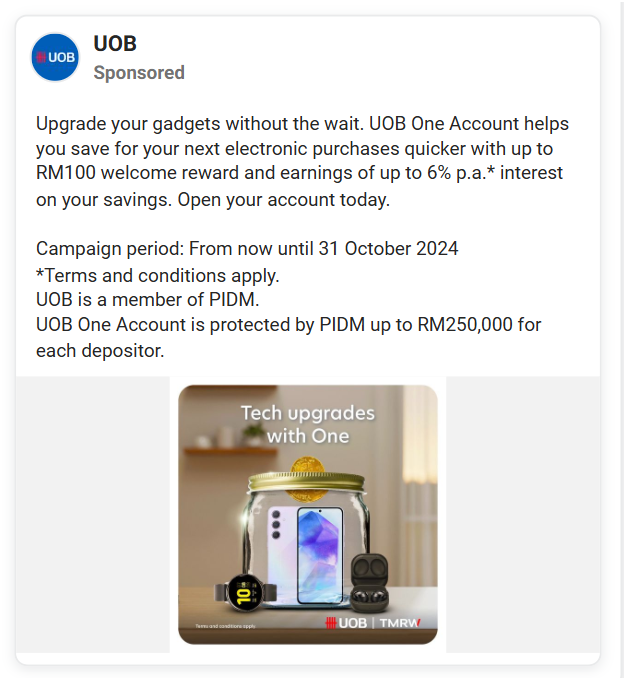 UOB
UOB
Sponsored
Upgrade your gadgets without the wait. UOB One Account helps
you save for your next electronic purchases quicker with up to
RM100 welcome reward and earnings of up to 6% p.a.* interest
on your savings. Open your account today.
Campaign period: From now until 31 October 2024
*Terms and conditions apply.
UOB is a member of PIDM.
UOB One Account is protected by PIDM up to RM250,000 for
each depositor.
Tech upgrades
with One
10
Terms and conditions apply
UOB | TMRW